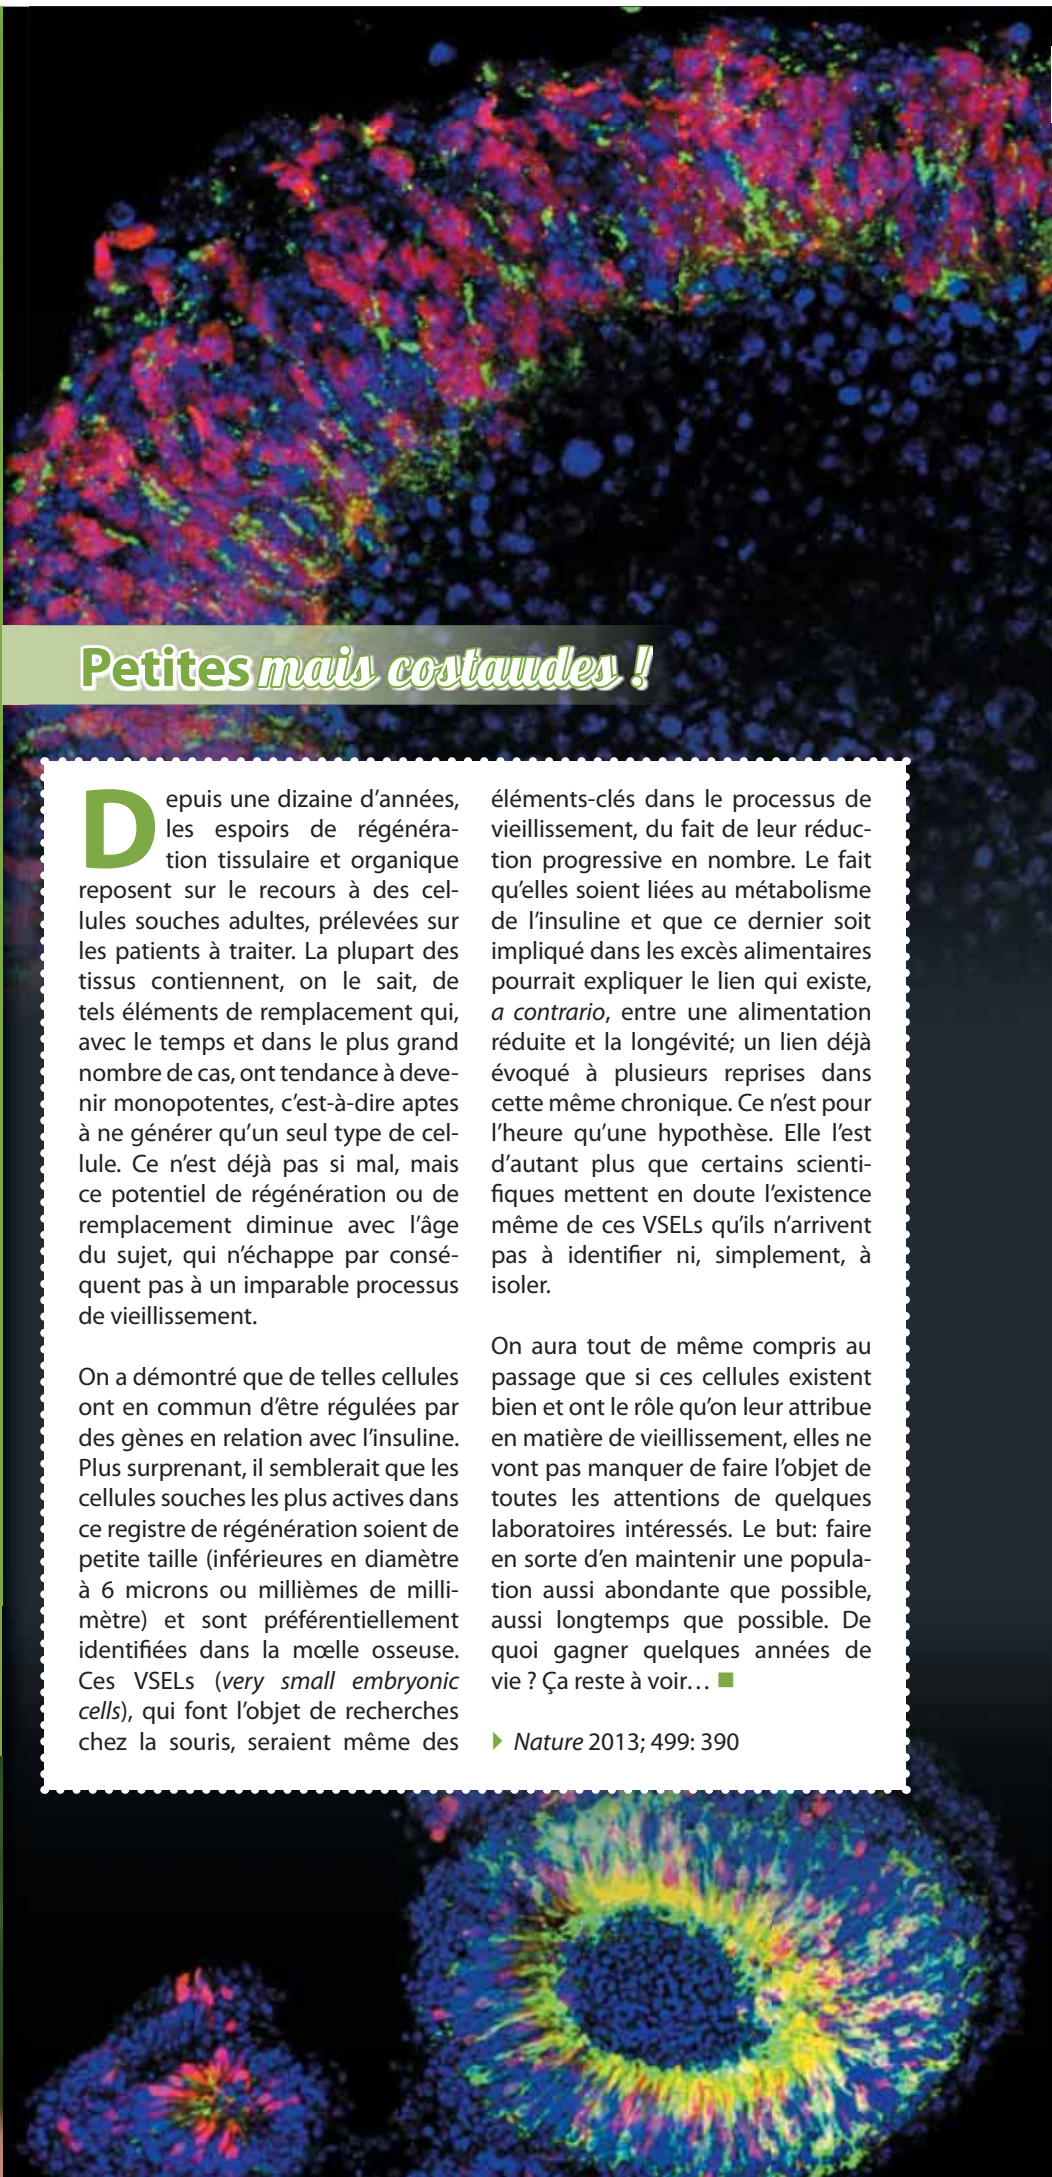 Petites mais costaudes !
Depuis une dizaine d’années,
les espoirs de régénéra-
tion tissulaire et organique
reposent sur le recours à des cel-
lules souches adultes, prélevées sur
les patients à traiter. La plupart des
tissus contiennent, on le sait, de
tels éléments de remplacement qui,
avec le temps et dans le plus grand
nombre de cas, ont tendance à deve-
nir monopotentes, c’est-à-dire aptes
à ne générer qu’un seul type de cel-
lule. Ce n’est déjà pas si mal, mais
ce potentiel de régénération ou de
remplacement diminue avec l’âge
du sujet, qui n’échappe par consé-
quent pas à un imparable processus
de vieillissement.
On a démontré que de telles cellules
ont en commun d’être régulées par
des gènes en relation avec l’insuline.
Plus surprenant, il semblerait que les
cellules souches les plus actives dans
ce registre de régénération soient de
petite taille (inférieures en diamètre
à 6 microns ou millièmes de milli-
mètre) et sont préférentiellement
identifiées dans la mœlle osseuse.
Ces VSELs (very small embryonic
cells), qui font l’objet de recherches
chez la souris, seraient même des
éléments-clés dans le processus de
vieillissement, du fait de leur réduc-
tion progressive en nombre. Le fait
qu’elles soient liées au métabolisme
de l’insuline et que ce dernier soit
impliqué dans les excès alimentaires
pourrait expliquer le lien qui existe,
a contrario, entre une alimentation
réduite et la longévité; un lien déjà
évoqué à plusieurs reprises dans
cette même chronique. Ce n’est pour
l’heure qu’une hypothèse. Elle l’est
d’autant plus que certains scienti-
fiques mettent en doute l’existence
même de ces VSELs qu’ils n’arrivent
pas à identifier ni, simplement, à
isoler.
On aura tout de même compris au
passage que si ces cellules existent
bien et ont le rôle qu’on leur attribue
en matière de vieillissement, elles ne
vont pas manquer de faire l’objet de
toutes les attentions de quelques
laboratoires intéressés. Le but: faire
en sorte d’en maintenir une popula-
tion aussi abondante que possible,
aussi longtemps que possible. De
quoi gagner quelques années de
vie ? Ça reste à voir…
Nature 2013; 499: 390